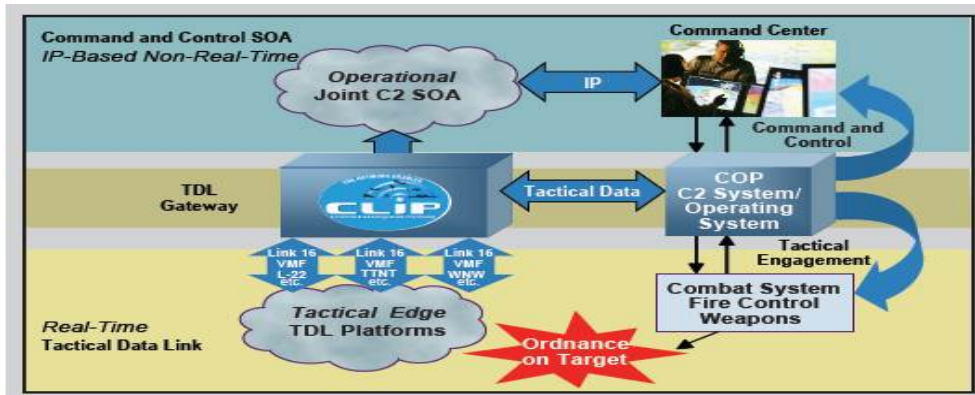 Command and Control SOA
IP-Based Non-Real-Time
Operational
Joint C2 SOA
IP
Command Center
Command and
Control
TDL
Gateway
CLiP
Tactical Data
COP
C2 System/
Operating
System
Tactical
Engagement
Link 16
VMF
L-22
etc.
Link 16
VMF
TTNT
etc.
Link 16
VMF
WNW
etc.
Tactical Edge
TDL Platforms
Combat System
Fire Control
Weapons
Real-Time
Tactical Data Link
Ordnance
on Target